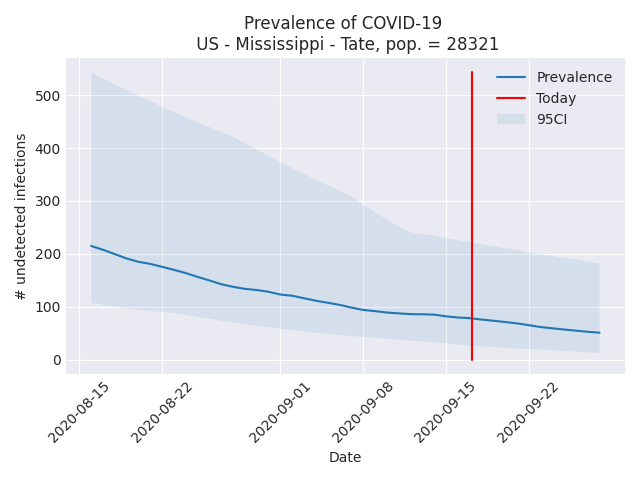 Prevalence of COVID-19
US - Mississippi - Tate, pop. = 28321
Prevalence
Today
95CI
# undetected infections
500
400
300
200
100
0
2020-08-15
2020-08-22
2020-09-01
2020-09-08
2020-09-15
2020-09-22
Date